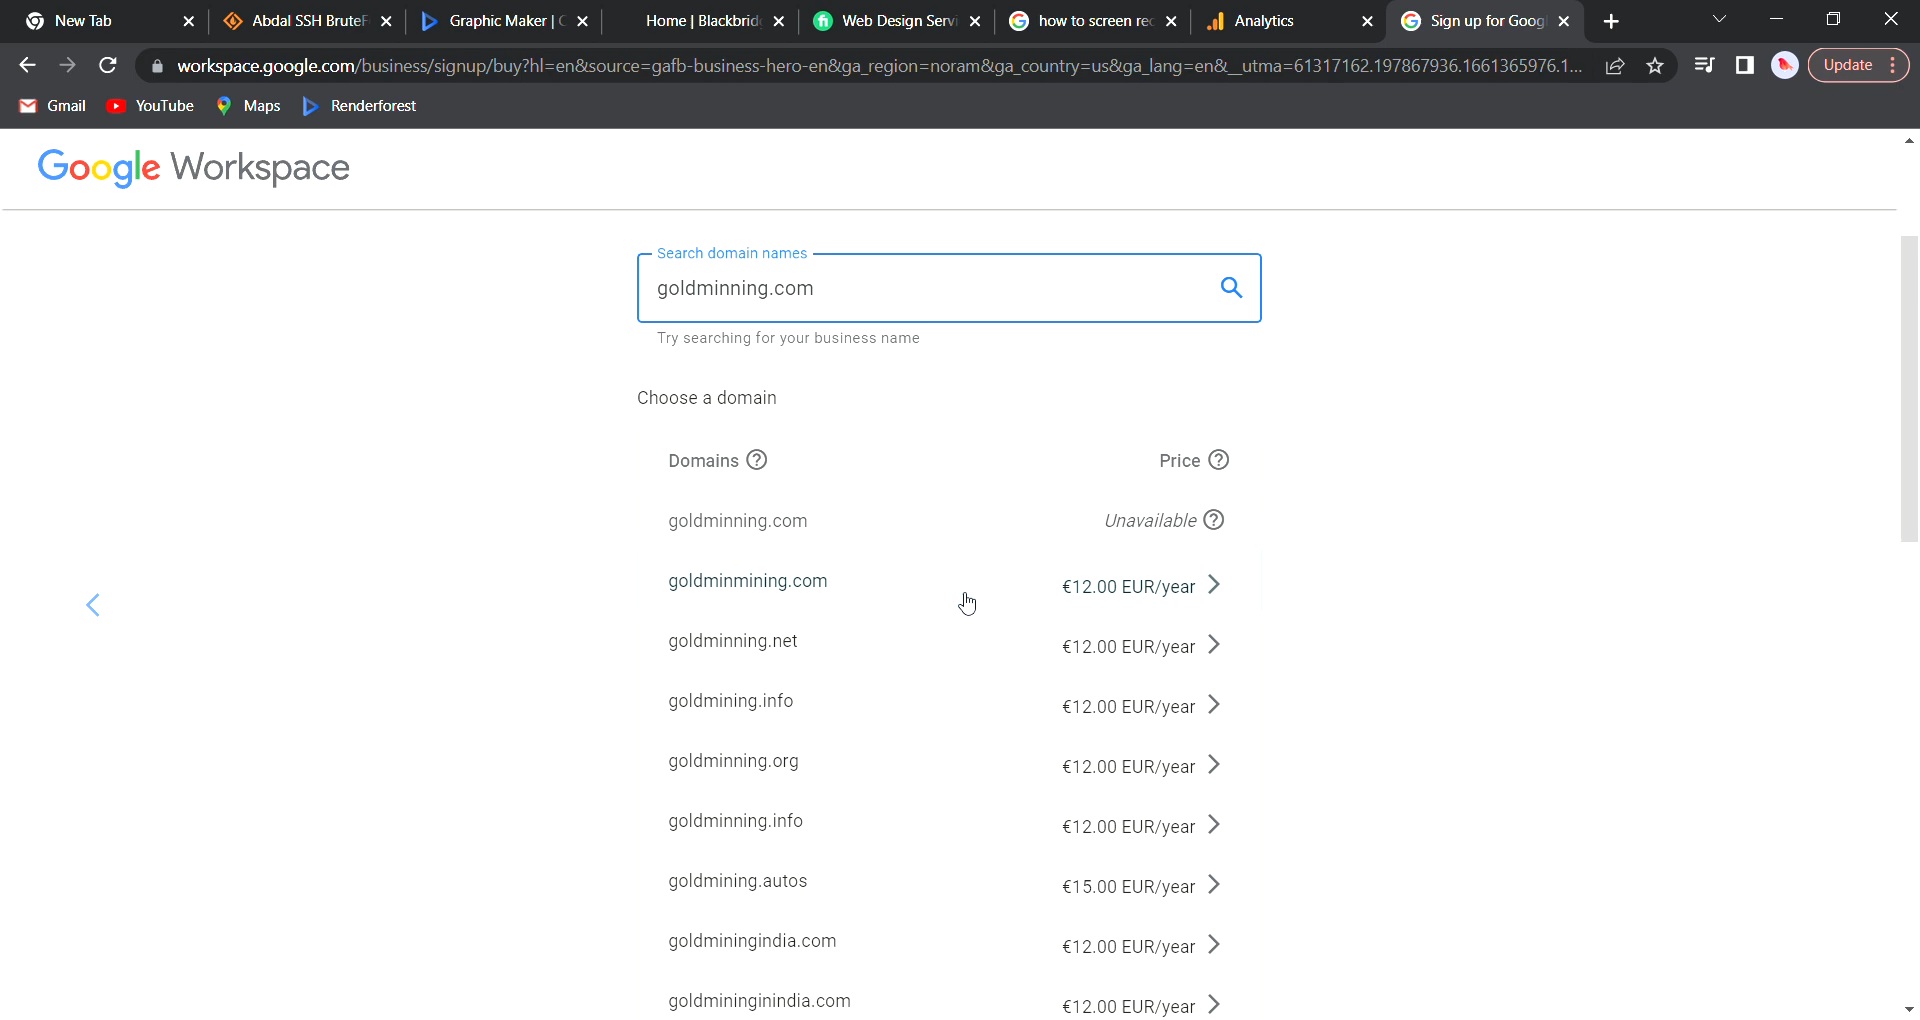 New Tab
Abdal SSH BruteF
Graphic Maker | C
Home | Blackbrid
Web Design Servi
how to screen rec
Analytics
Sign up for Googl
workspace.google.com/business/signup/buy?hl=en&source=gafb-business-hero-en&ga_region=noram&ga_country=us&ga_lang=en&__utma=61317162.197867936.1661365976.1...
Update
Gmail
YouTube
Maps
Renderforest
Google Workspace
Search domain names
goldminning.com
Try searching for your business name
Choose a domain
Domains
Price
goldminning.com
Unavailable
goldminmining.com
€12.00 EUR/year
goldminning.net
€12.00 EUR/year
goldmining.info
€12.00 EUR/year
goldminning.org
€12.00 EUR/year
goldminning.info
€12.00 EUR/year
goldmining.autos
€15.00 EUR/year
goldminingindia.com
€12.00 EUR/year
goldmininginindia.com
€12.00 EUR/year